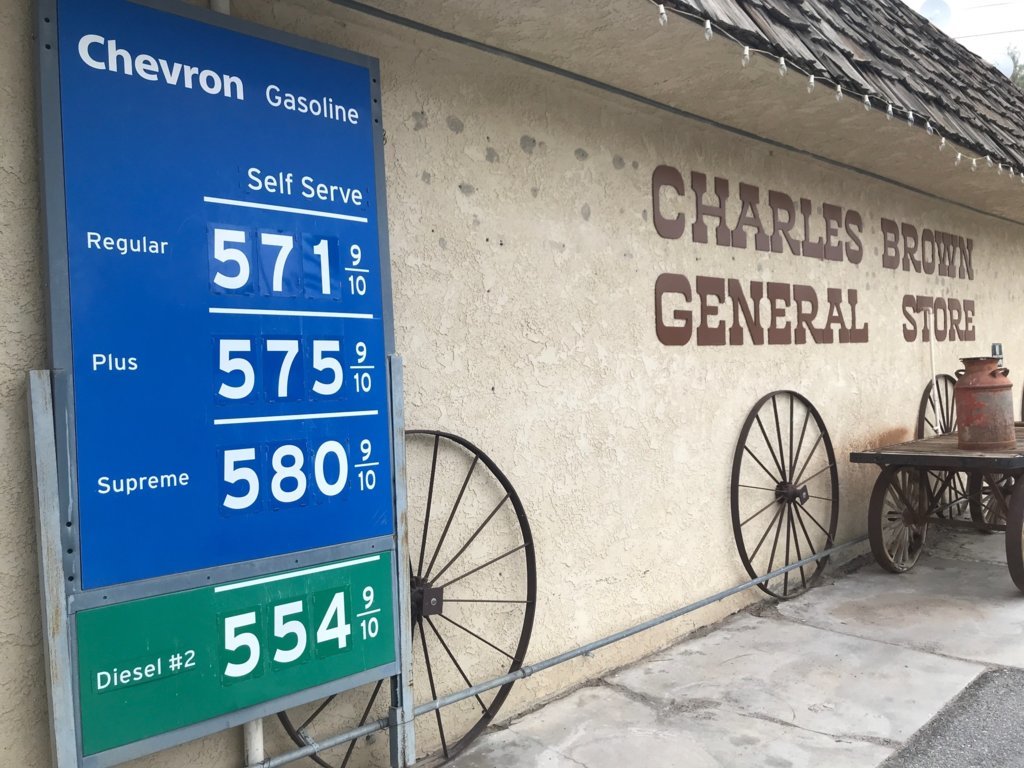 Chevron Gasoline
Self Serve
Regular 571 9/10
Plus 575 9/10
Supreme 580 9/10
Diesel #2 554 9/10
CHARLES BROWN
GENERAL STORE